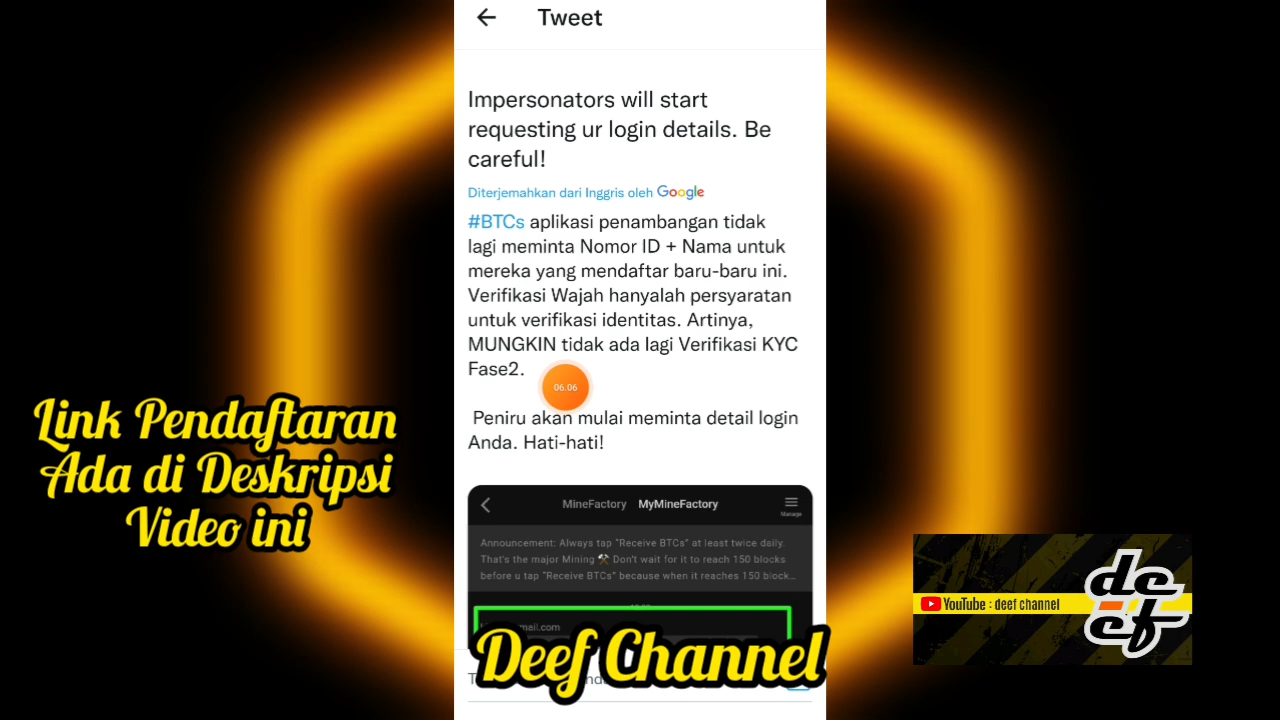 Tweet
Impersonators will start
requesting ur login details. Be
careful!
Diterjemahkan dari Inggris oleh Google
#BTCs aplikasi penambangan tidak
lagi meminta Nomor ID + Nama untuk
mereka yang mendaftar baru-baru ini.
Verifikasi Wajah hanyalah persyaratan
untuk verifikasi identitas. Artinya,
MUNGKIN tidak ada lagi Verifikasi KYC
Fase2.
06.06
Peniru akan mulai meminta detail login
Anda. Hati-hati!
MineFactory MyMineFactory
Manage
Announcement: Always tap "Receive BTCs" at least twice daily.
That's the major Mining ⚒ Don't wait for it to reach 150 blocks
before u tap "Receive BTCs" because when it reaches 150 block...
mail.com
Link Pendaftaran
Ada di Deskripsi
Video ini
Deef Channel
YouTube : deef channel
de
ef